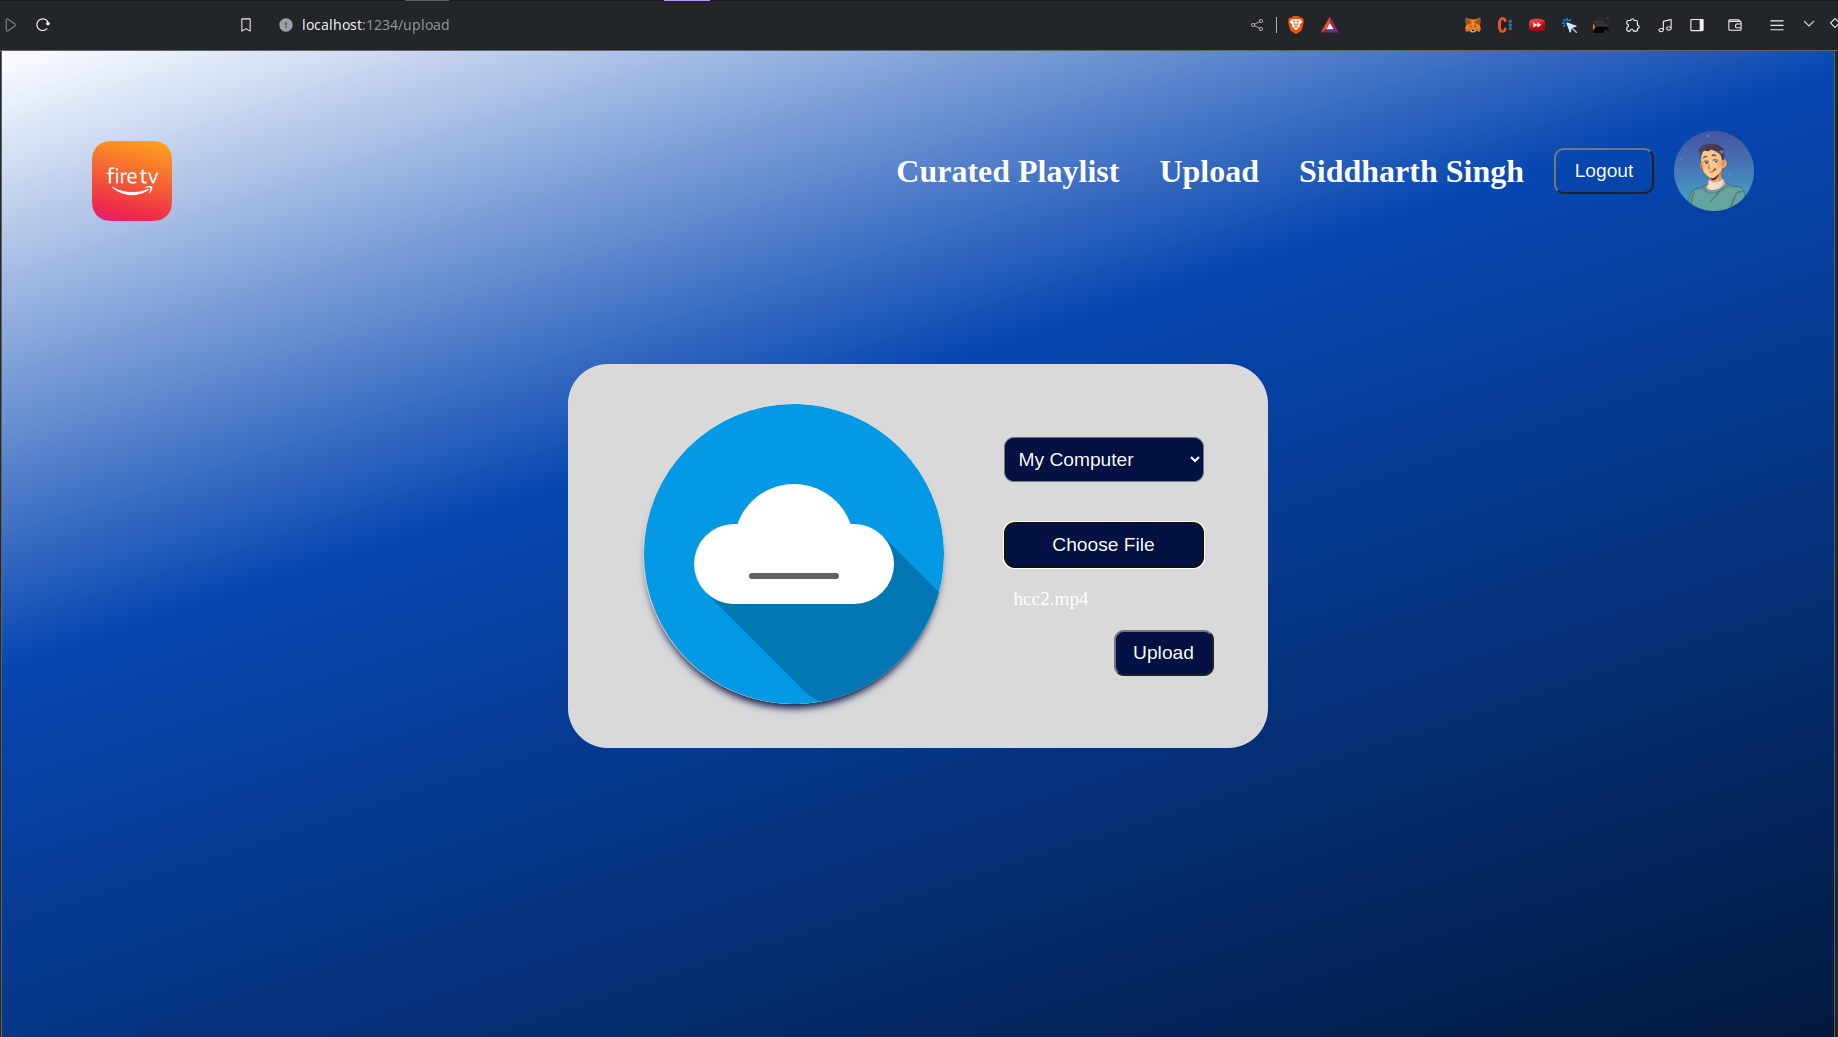 localhost:1234/upload
fire tv
Curated Playlist
Upload
Siddharth Singh
Logout
My Computer
Choose File
hcc2.mp4
Upload